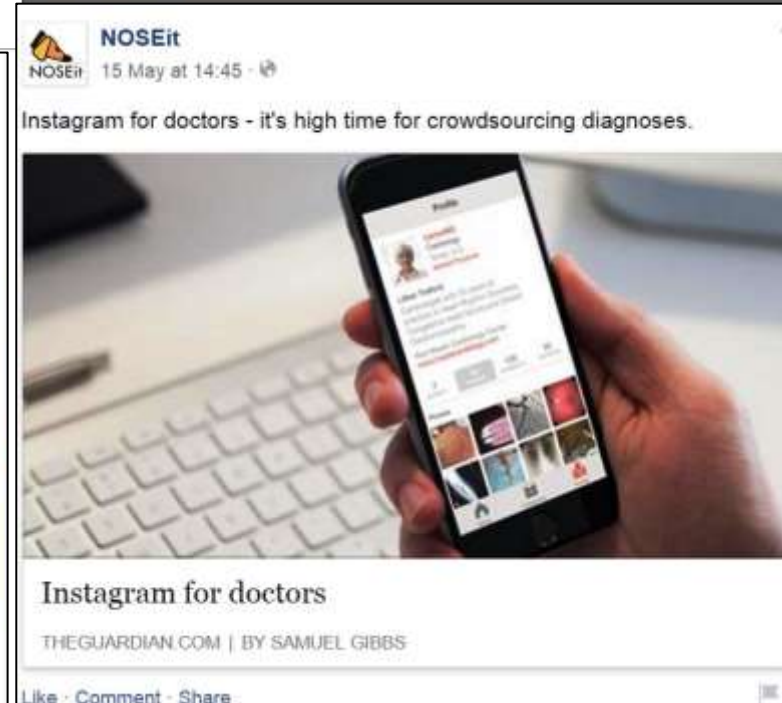 NOSEit
NOSEit 15 May at 14:45 ·
Instagram for doctors - it's high time for crowdsourcing diagnoses.
Profile
Instagram for doctors
THEGUARDIAN.COM | BY SAMUEL GIBBS
Like · Comment · Share